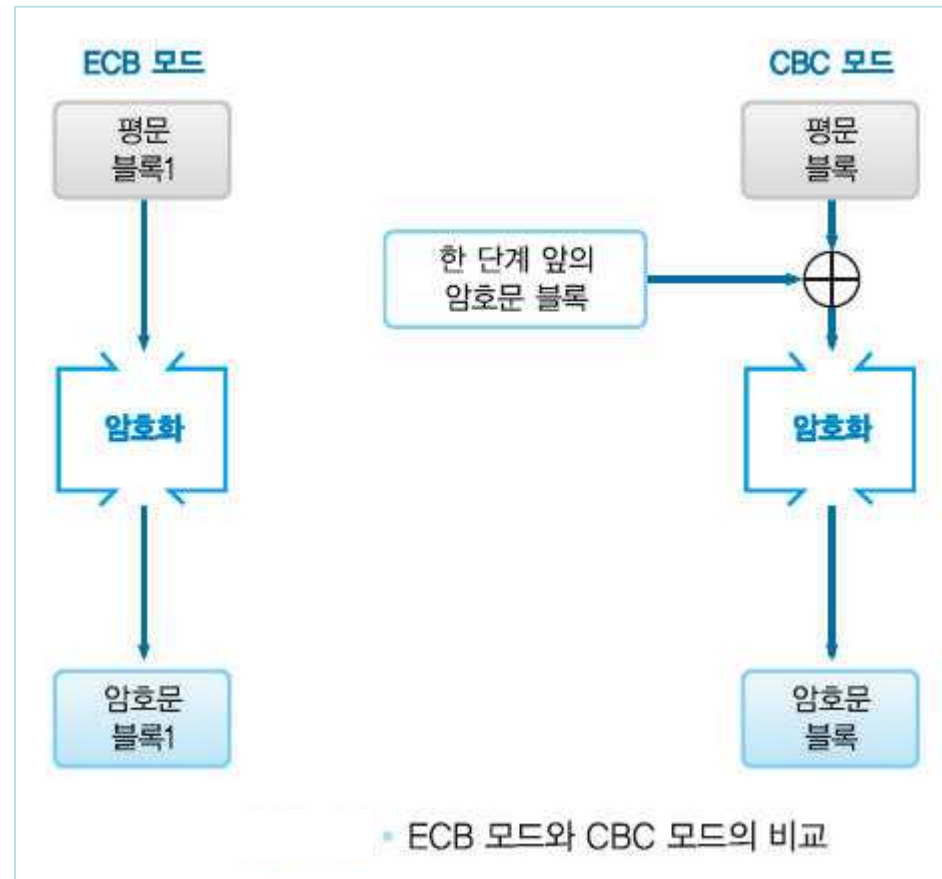 ECB 모드
평문
블록1
암호화
암호문
블록1
CBC 모드
평문
블록
한 단계 앞의
암호문 블록
암호화
암호문
블록
ECB 모드와 CBC 모드의 비교